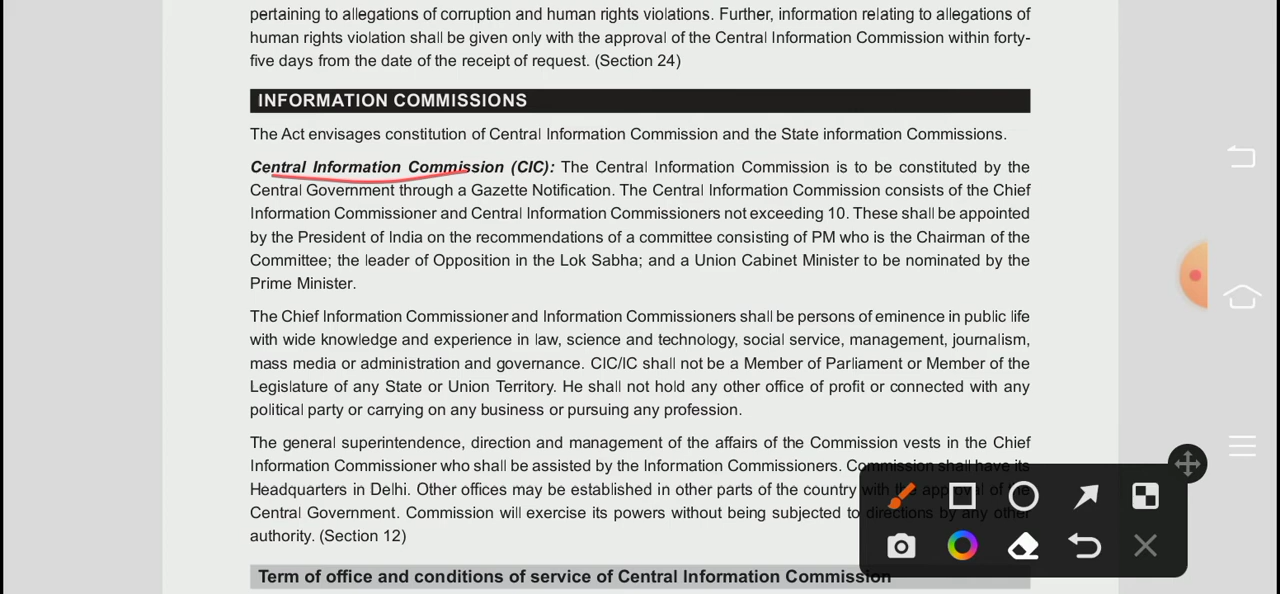 pertaining to allegations of corruption and human rights violations. Further, information relating to allegations of
human rights violation shall be given only with the approval of the Central Information Commission within forty-
five days from the date of the receipt of request. (Section 24)
INFORMATION COMMISSIONS
The Act envisages constitution of Central Information Commission and the State information Commissions.
Central Information Commission (CIC): The Central Information Commission is to be constituted by the
Central Government through a Gazette Notification. The Central Information Commission consists of the Chief
Information Commissioner and Central Information Commissioners not exceeding 10. These shall be appointed
by the President of India on the recommendations of a committee consisting of PM who is the Chairman of the
Committee; the leader of Opposition in the Lok Sabha; and a Union Cabinet Minister to be nominated by the
Prime Minister.
The Chief Information Commissioner and Information Commissioners shall be persons of eminence in public life
with wide knowledge and experience in law, science and technology, social service, management, journalism,
mass media or administration and governance. CIC/IC shall not be a Member of Parliament or Member of the
Legislature of any State or Union Territory. He shall not hold any other office of profit or connected with any
political party or carrying on any business or pursuing any profession.
The general superintendence, direction and management of the affairs of the Commission vests in the Chief
Information Commissioner who shall be assisted by the Information Commissioners. Commission shall have its
Headquarters in Delhi. Other offices may be established in other parts of the country with the approval of the
Central Government. Commission will exercise its powers without being subjected to directions by any other
authority. (Section 12)
Term of office and conditions of service of Central Information Commission